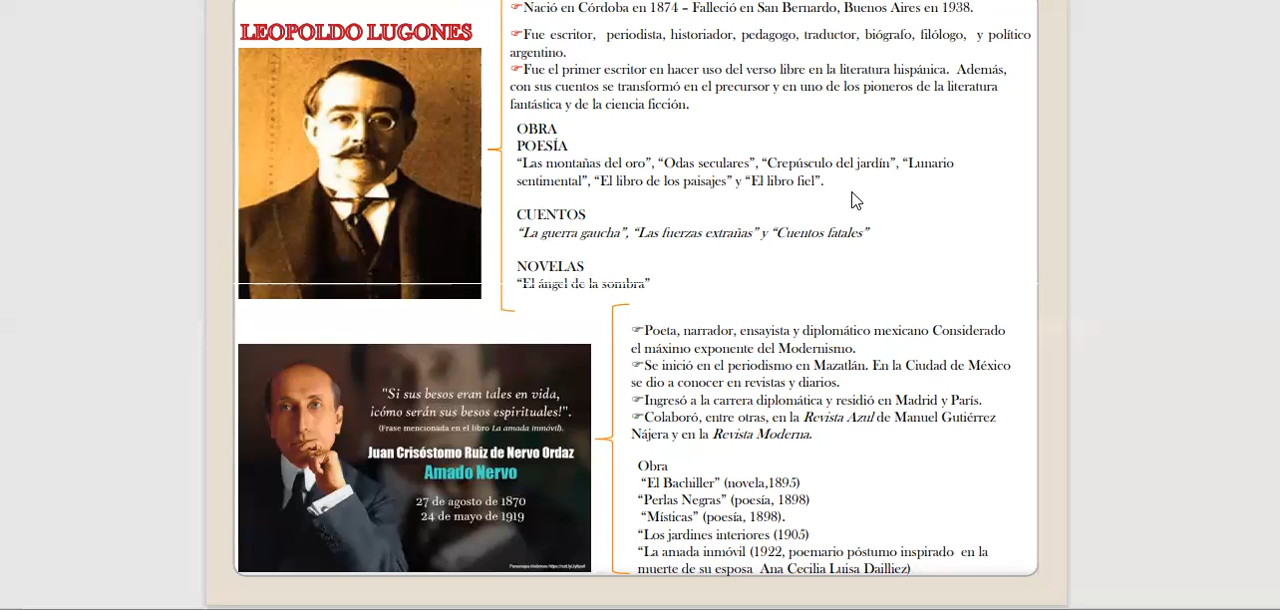 LEOPOLDO LUGONES
☞Nació en Córdoba en 1874 – Falleció en San Bernardo, Buenos Aires en 1938.
☞Fue escritor, periodista, historiador, pedagogo, traductor, biógrafo, filólogo, y político
argentino.
☞Fue el primer escritor en hacer uso del verso libre en la literatura hispánica. Además,
con sus cuentos se transformó en el precursor y en uno de los pioneros de la literatura
fantástica y de la ciencia ficción.
OBRA
POESÍA
“Las montañas del oro”, “Odas seculares”, “Crepúsculo del jardín”, “Lunario
sentimental”, “El libro de los paisajes” y “El libro fiel”.
CUENTOS
“La guerra gaucha”, “Las fuerzas extrañas” y “Cuentos fatales”
NOVELAS
“El ángel de la sombra”
"Si sus besos eran tales en vida,
¡cómo serán sus besos espirituales!".
(Frase mencionada en el libro La amada inmóvil).
Juan Crisóstomo Ruiz de Nervo Ordaz
Amado Nervo
27 de agosto de 1870
24 de mayo de 1919
☞Poeta, narrador, ensayista y diplomático mexicano Considerado
el máximo exponente del Modernismo.
☞Se inició en el periodismo en Mazatlán. En la Ciudad de México
se dio a conocer en revistas y diarios.
☞Ingresó a la carrera diplomática y residió en Madrid y París.
☞Colaboró, entre otras, en la Revista Azul de Manuel Gutiérrez
Nájera y en la Revista Moderna.
Obra
“El Bachiller” (novela,1895)
“Perlas Negras” (poesía, 1898)
“Místicas” (poesía, 1898).
“Los jardines interiores (1905)
“La amada inmóvil (1922, poemario póstumo inspirado en la
muerte de su esposa Ana Cecilia Luisa Dailliez)